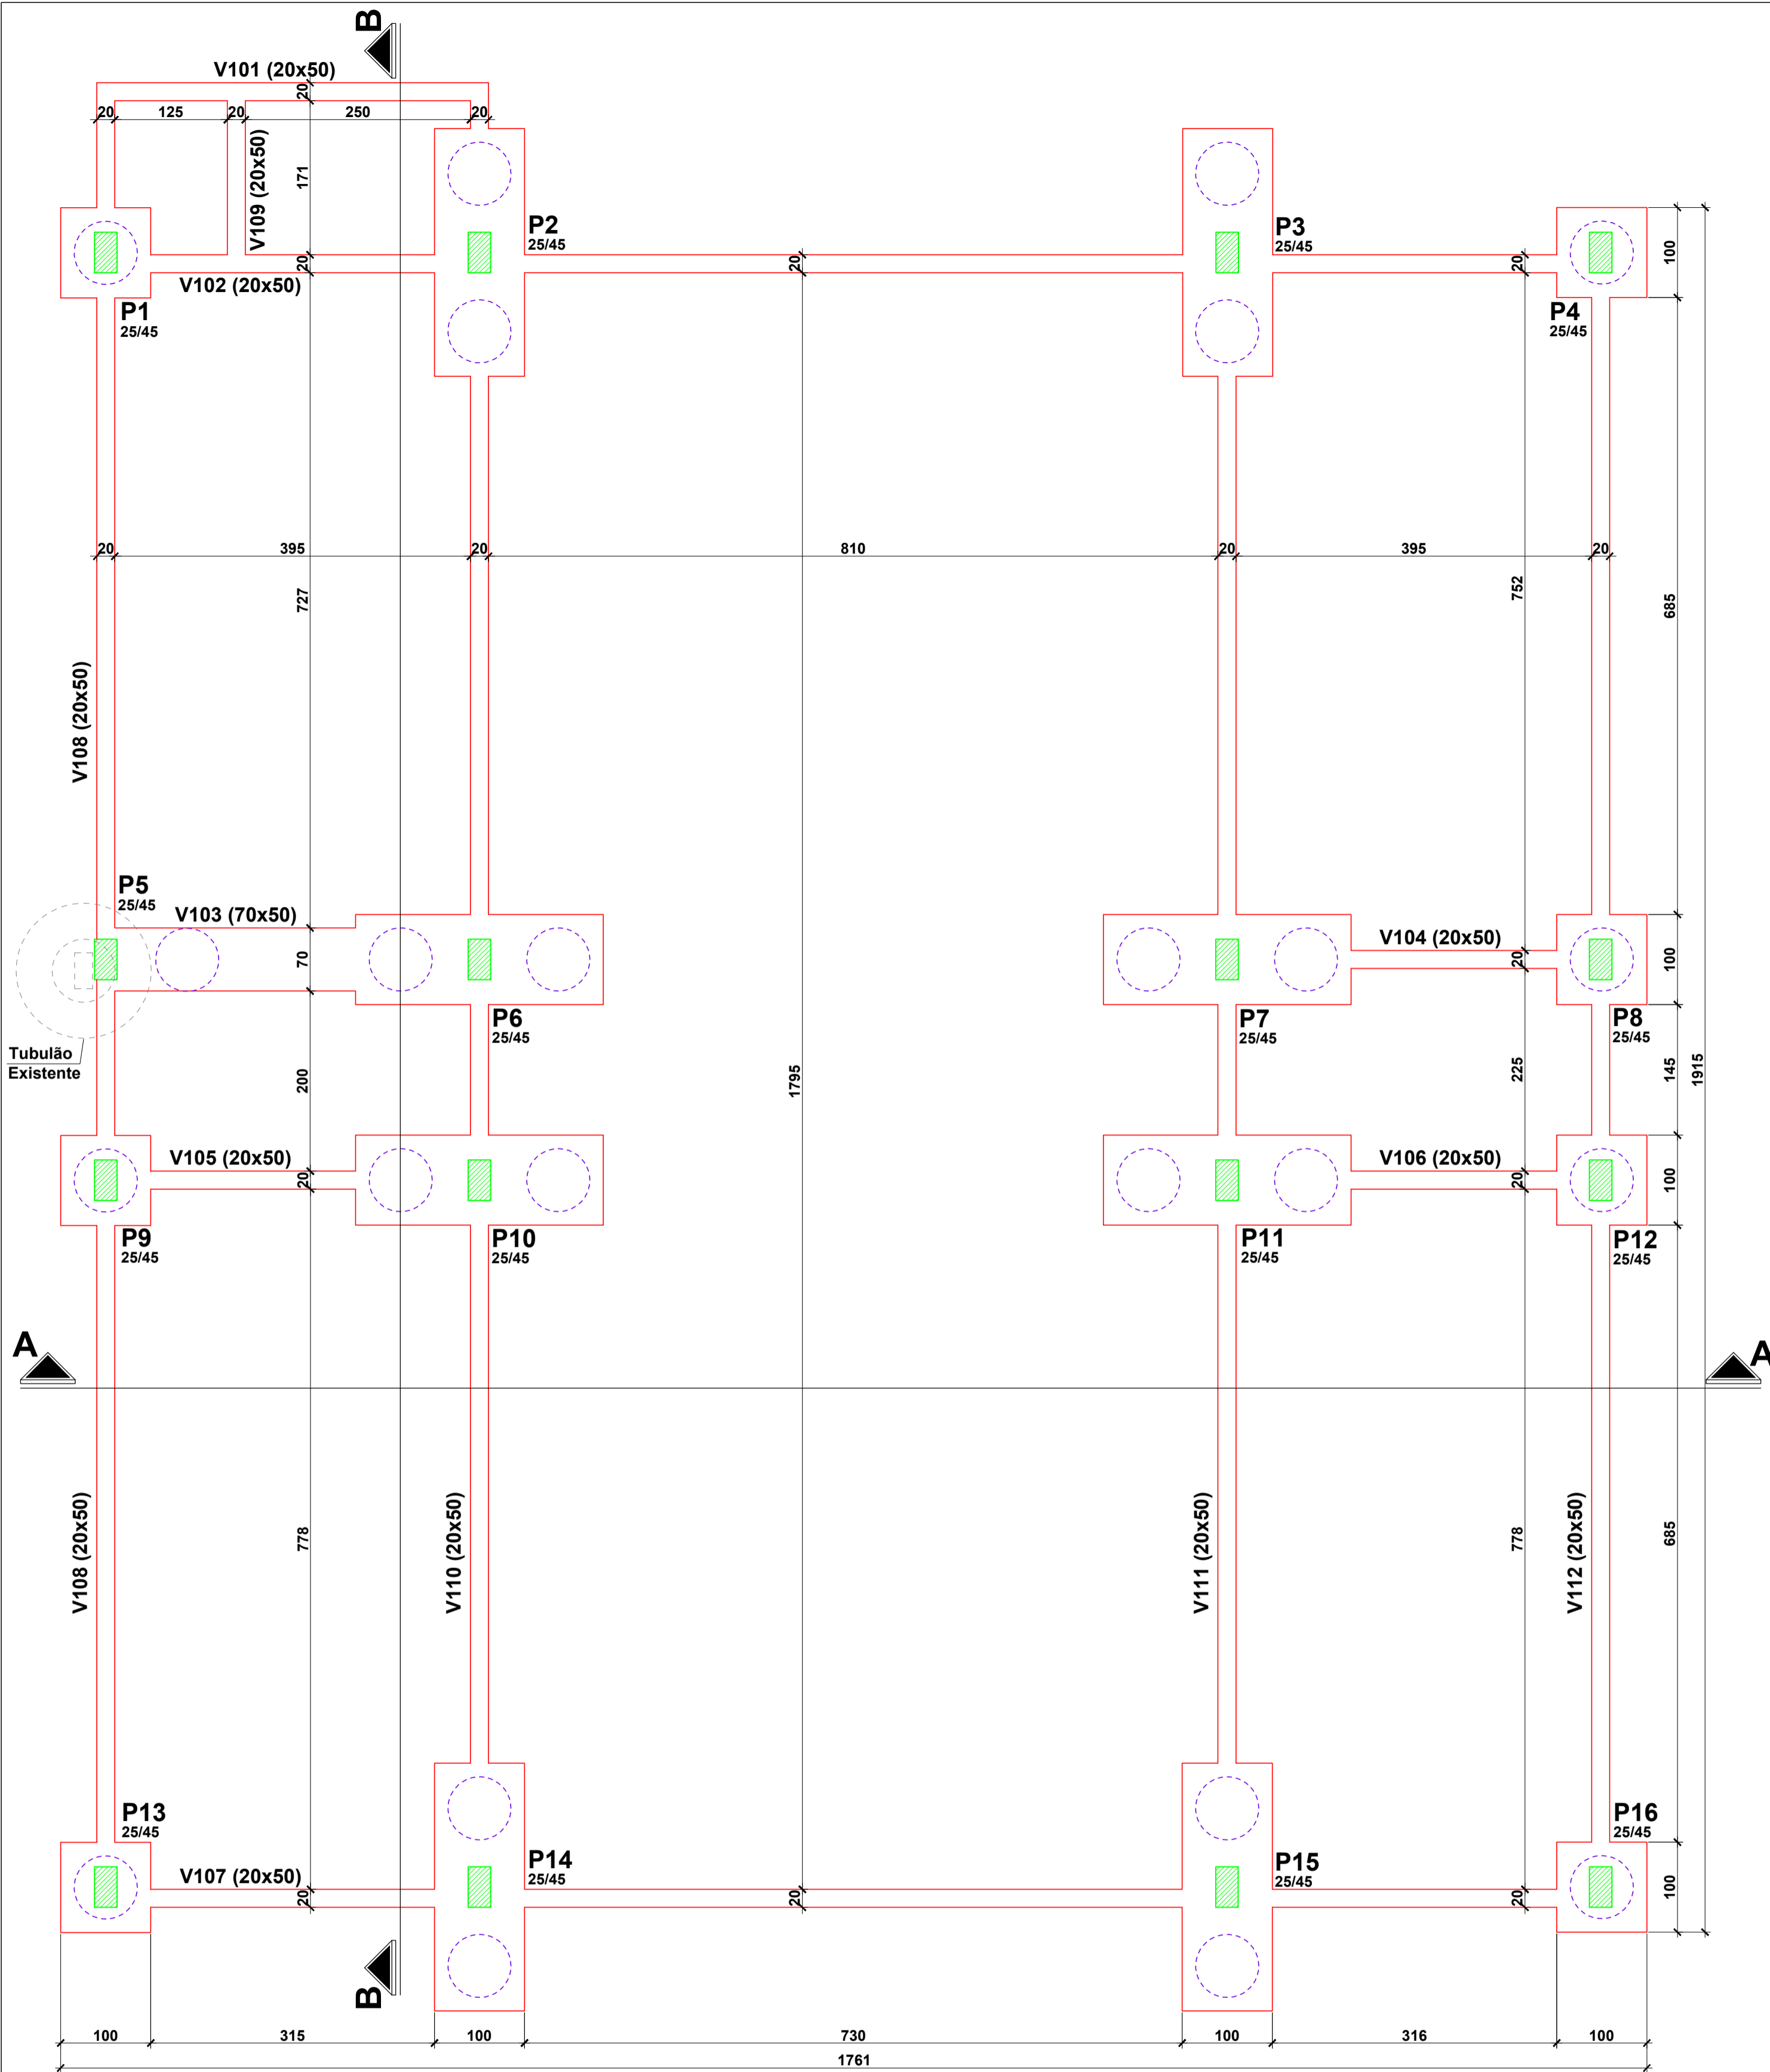 B
V101 (20x50)
20
20
125
20
250
20
V109 (20x50)
171
P2
25/45
P3
25/45
20
20
20
100
V102 (20x50)
P1
25/45
P4
25/45
20
395
20
810
20
395
20
727
752
685
V108 (20x50)
P5
25/45
V103 (70x50)
V104 (20x50)
70
20
100
P6
25/45
P7
25/45
P8
25/45
Tubulão
Existente
200
1795
225
145
1915
V105 (20x50)
V106 (20x50)
20
20
100
P9
25/45
P10
25/45
P11
25/45
P12
25/45
A
A
V108 (20x50)
778
V110 (20x50)
V111 (20x50)
778
V112 (20x50)
685
P13
25/45
P16
25/45
P14
25/45
P15
25/45
V107 (20x50)
20
20
20
100
B
100
315
100
730
100
316
100
1761